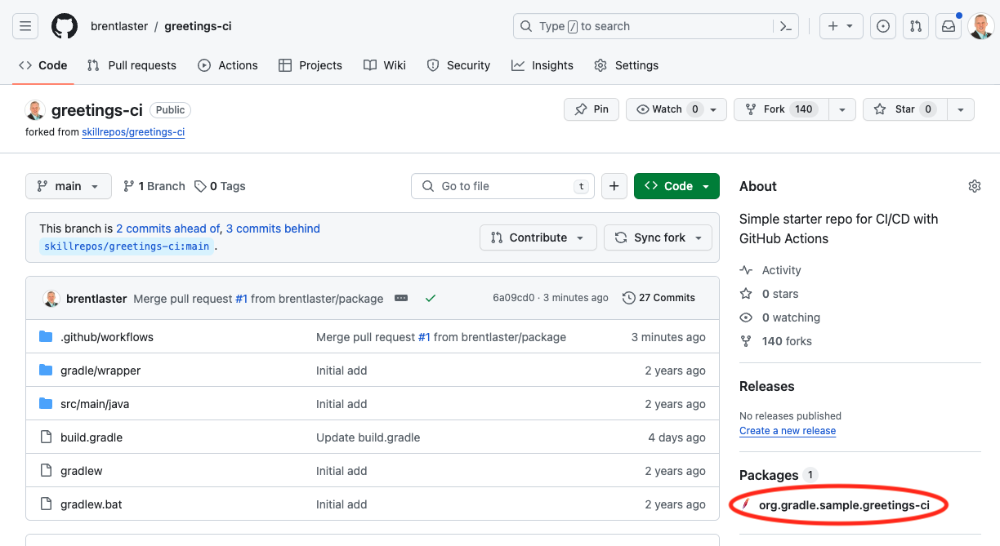 brentlaster / greetings-ci
Type / to search
Code Pull requests Actions Projects Wiki Security Insights Settings
greetings-ci Public
forked from skillrepos/greetings-ci
Pin Watch 0 Fork 140 Star 0
main 1 Branch 0 Tags
Go to file t
+ Code
This branch is 2 commits ahead of, 3 commits behind
skillrepos/greetings-ci:main .
Contribute Sync fork
brentlaster Merge pull request #1 from brentlaster/package 6a09cd0 · 3 minutes ago 27 Commits
.github/workflows Merge pull request #1 from brentlaster/package 3 minutes ago
gradle/wrapper Initial add 2 years ago
src/main/java Initial add 2 years ago
build.gradle Update build.gradle 4 days ago
gradlew Initial add 2 years ago
gradlew.bat Initial add 2 years ago
About
Simple starter repo for CI/CD with
GitHub Actions
Activity
0 stars
0 watching
140 forks
Releases
No releases published
Create a new release
Packages 1
org.gradle.sample.greetings-ci